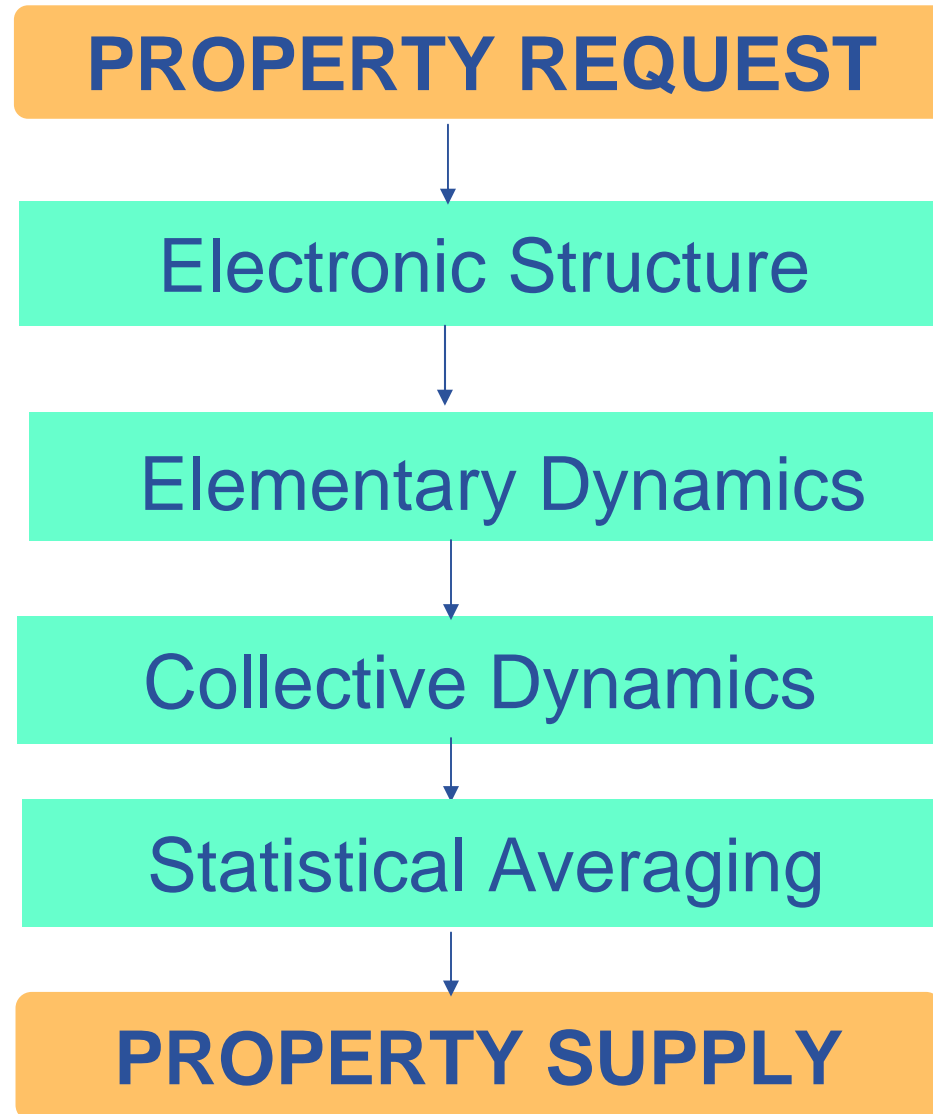 PROPERTY REQUEST
Electronic Structure
Elementary Dynamics
Collective Dynamics
Statistical Averaging
PROPERTY SUPPLY